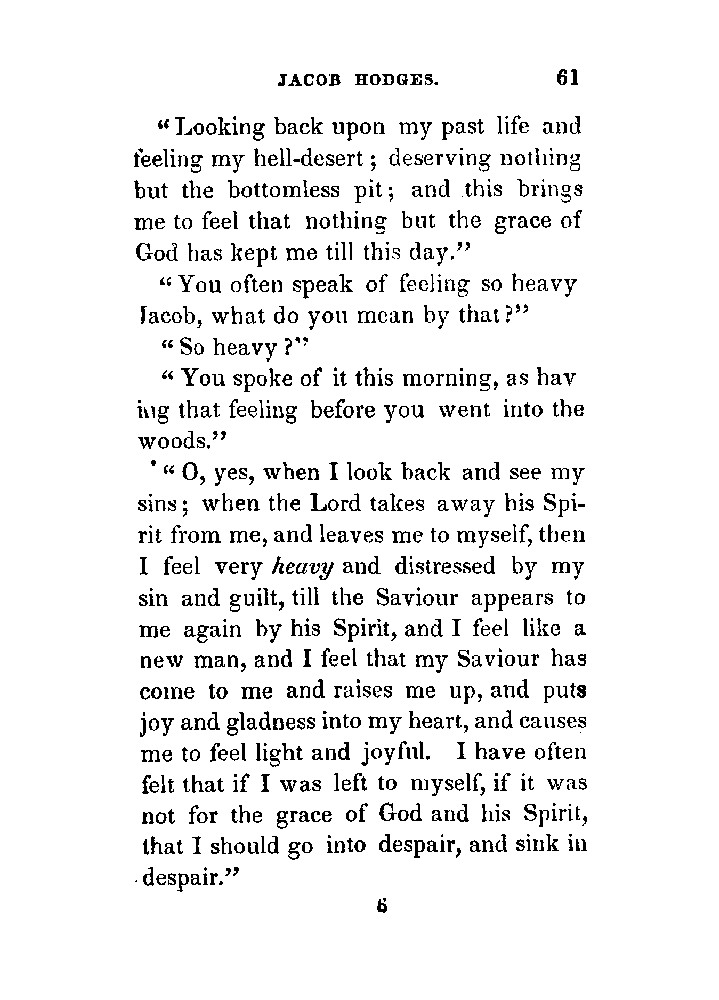 JACOB HODGES. 61
“Looking back upon my past life and
feeling my hell-desert; deserving nothing
but the bottomless pit; and this brings
me to feel that nothing but the grace of
God has kept me till this day.”
“You often speak of feeling so heavy
Jacob, what do you mean by that?”
“So heavy?”
“You spoke of it this morning, as hav
ing that feeling before you went into the
woods.”
“O, yes, when I look back and see my
sins; when the Lord takes away his Spi-
rit from me, and leaves me to myself, then
I feel very heavy and distressed by my
sin and guilt, till the Saviour appears to
me again by his Spirit, and I feel like a
new man, and I feel that my Saviour has
come to me and raises me up, and puts
joy and gladness into my heart, and causes
me to feel light and joyful. I have often
felt that if I was left to myself, if it was
not for the grace of God and his Spirit,
that I should go into despair, and sink in
despair.”
6